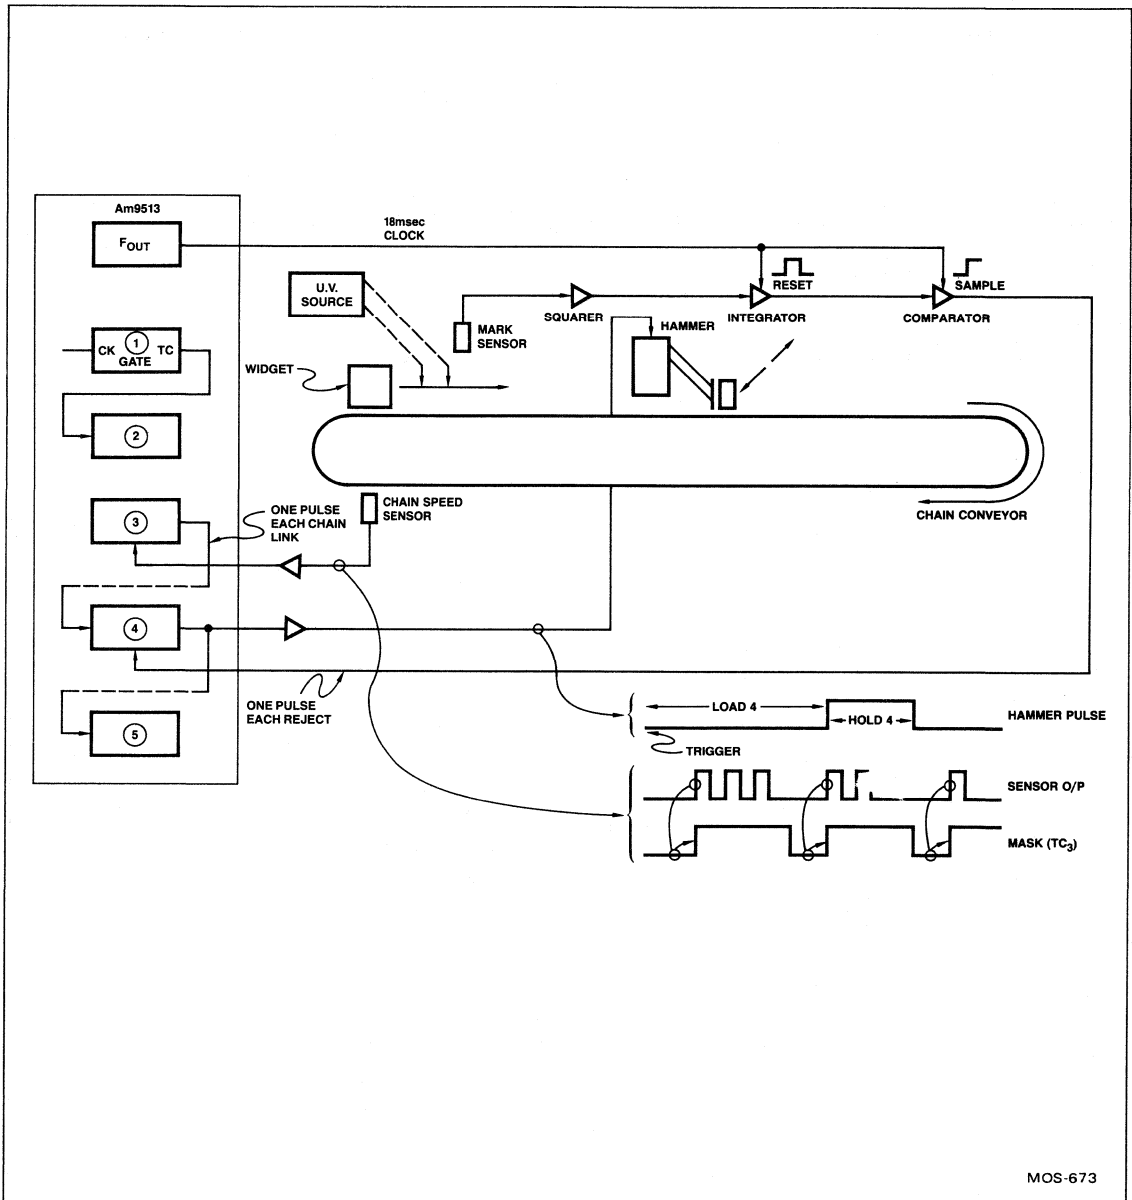 Am9513
FOUT
18msec
CLOCK
U.V.
SOURCE
RESET
SAMPLE
SQUARER
INTEGRATOR
COMPARATOR
MARK
SENSOR
HAMMER
CK 1 TC
GATE
WIDGET
2
3
ONE PULSE
EACH CHAIN
LINK
CHAIN SPEED
SENSOR
CHAIN CONVEYOR
4
ONE PULSE
EACH REJECT
5
LOAD 4
HOLD 4
HAMMER PULSE
TRIGGER
SENSOR O/P
MASK (TC3)
MOS-673